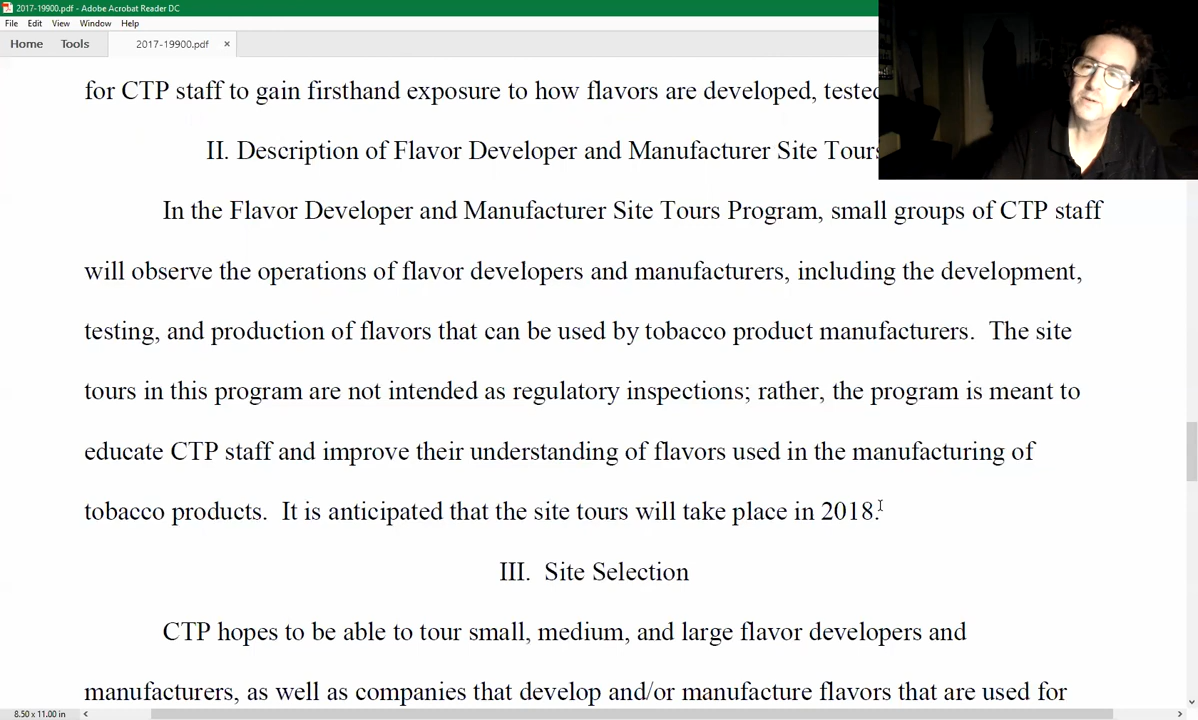 2017-19900.pdf - Adobe Acrobat Reader DC
File Edit View Window Help
Home Tools 2017-19900.pdf ×
for CTP staff to gain firsthand exposure to how flavors are developed, tested
II. Description of Flavor Developer and Manufacturer Site Tours
In the Flavor Developer and Manufacturer Site Tours Program, small groups of CTP staff
will observe the operations of flavor developers and manufacturers, including the development,
testing, and production of flavors that can be used by tobacco product manufacturers. The site
tours in this program are not intended as regulatory inspections; rather, the program is meant to
educate CTP staff and improve their understanding of flavors used in the manufacturing of
tobacco products. It is anticipated that the site tours will take place in 2018.
III. Site Selection
CTP hopes to be able to tour small, medium, and large flavor developers and
manufacturers, as well as companies that develop and/or manufacture flavors that are used for
8.50 x 11.00 in